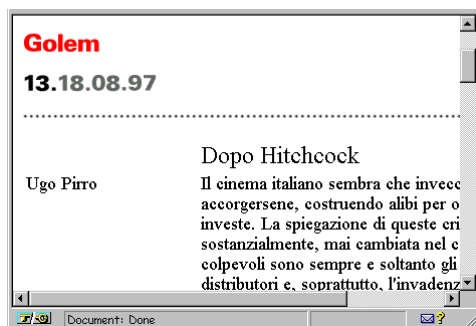 Golem
13.18.08.97
Dopo Hitchcock
Ugo Pirro
Il cinema italiano sembra che invecc
accorgersene, costruendo alibi per o
investe. La spiegazione di queste cri
sostanzialmente, mai cambiata nel c
colpevoli sono sempre e soltanto gli
distributori e, soprattutto, l'invadenz
Document: Done